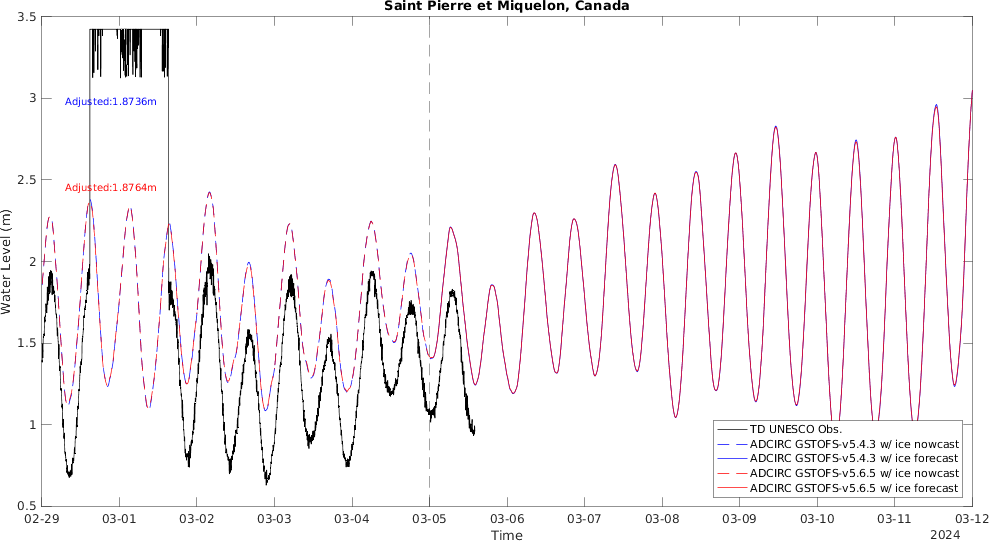 Saint Pierre et Miquelon, Canada
3.5
3
2.5
2
1.5
1
0.5
Water Level (m)
Adjusted:1.8736m
Adjusted:1.8764m
TD UNESCO Obs.
ADCIRC GSTOFS-v5.4.3 w/ ice nowcast
ADCIRC GSTOFS-v5.4.3 w/ ice forecast
ADCIRC GSTOFS-v5.6.5 w/ ice nowcast
ADCIRC GSTOFS-v5.6.5 w/ ice forecast
02-29 03-01 03-02 03-03 03-04 03-05 03-06 03-07 03-08 03-09 03-10 03-11 03-12
Time
2024